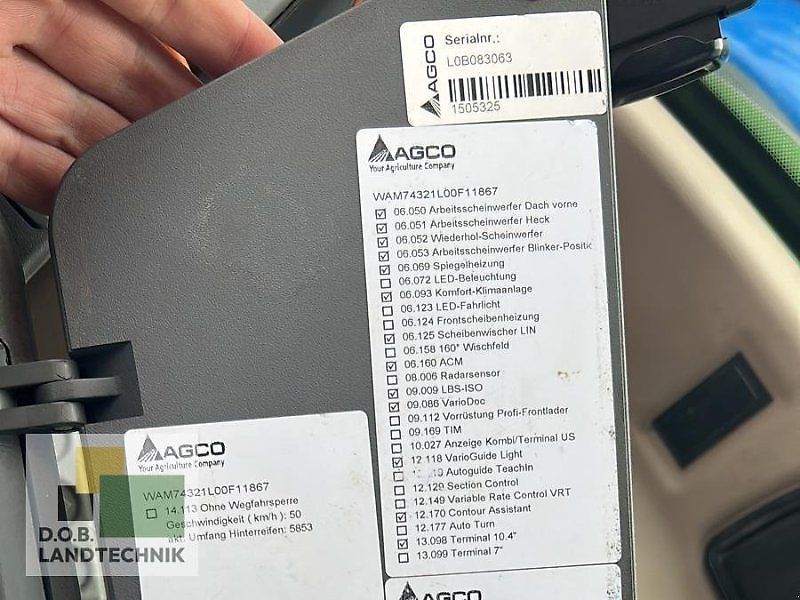 AGCO
Serialnr.:
L0B083063
1505325
AGCO
Your Agriculture Company
WAM74321L00F11867
☑ 06.050 Arbeitsscheinwerfer Dach vorne
☑ 06.051 Arbeitsscheinwerfer Heck
☑ 06.052 Wiederhol-Scheinwerfer
☑ 06.053 Arbeitsscheinwerfer Blinker-Positic
☑ 06.069 Spiegelheizung
☐ 06.072 LED-Beleuchtung
☑ 06.093 Komfort-Klimaanlage
☐ 06.123 LED-Fahrlicht
☐ 06.124 Frontscheibenheizung
☑ 06.125 Scheibenwischer LIN
☐ 06.158 160° Wischfeld
☑ 06.160 ACM
☐ 08.006 Radarsensor
☑ 09.009 LBS-ISO
☑ 09.086 VarioDoc
☐ 09.112 Vorrüstung Profi-Frontlader
☐ 09.169 TIM
☐ 10.027 Anzeige Kombi/Terminal US
☑ 12.118 VarioGuide Light
☐ Autoguide TeachIn
☐ 12.129 Section Control
☐ 12.149 Variable Rate Control VRT
☑ 12.170 Contour Assistant
☐ 12.177 Auto Turn
☑ 13.098 Terminal 10.4"
☐ 13.099 Terminal 7"
AGCO
Your Agriculture Company
WAM74321L00F11867
☐ 14.113 Ohne Wegfahrsperre
Geschwindigkeit ( km/h ): 50
akt. Umfang Hinterreifen: 5853
AGCO
D.O.B.
LANDTECHNIK